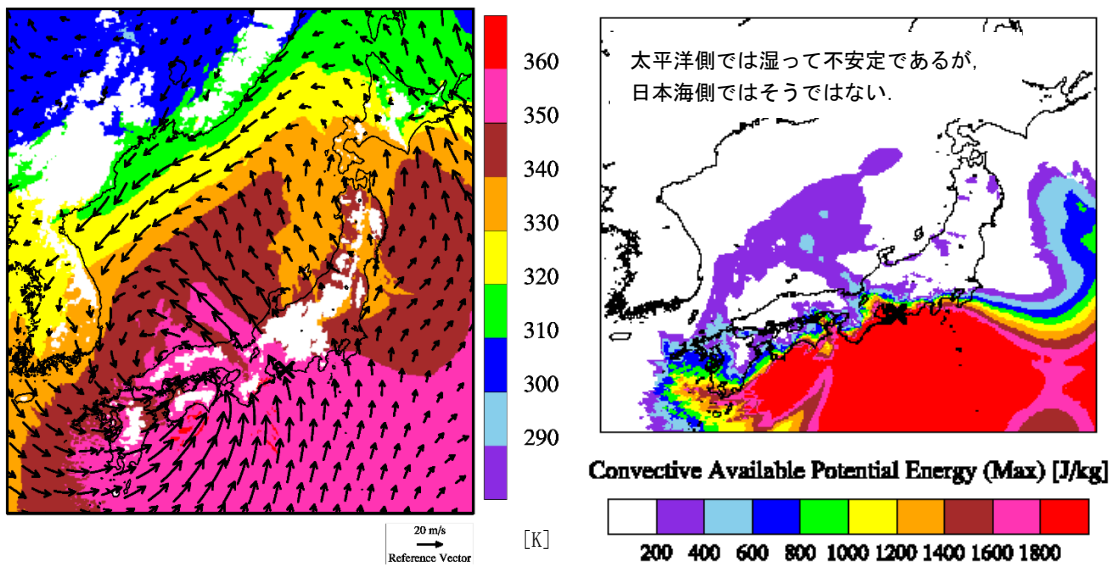 360
350
340
330
320
310
300
290
[K]
20 m/s
Reference Vector
太平洋側では湿って不安定であるが,
日本海側ではそうではない.
Convective Available Potential Energy (Max) [J/kg]
200 400 600 800 1000 1200 1400 1600 1800